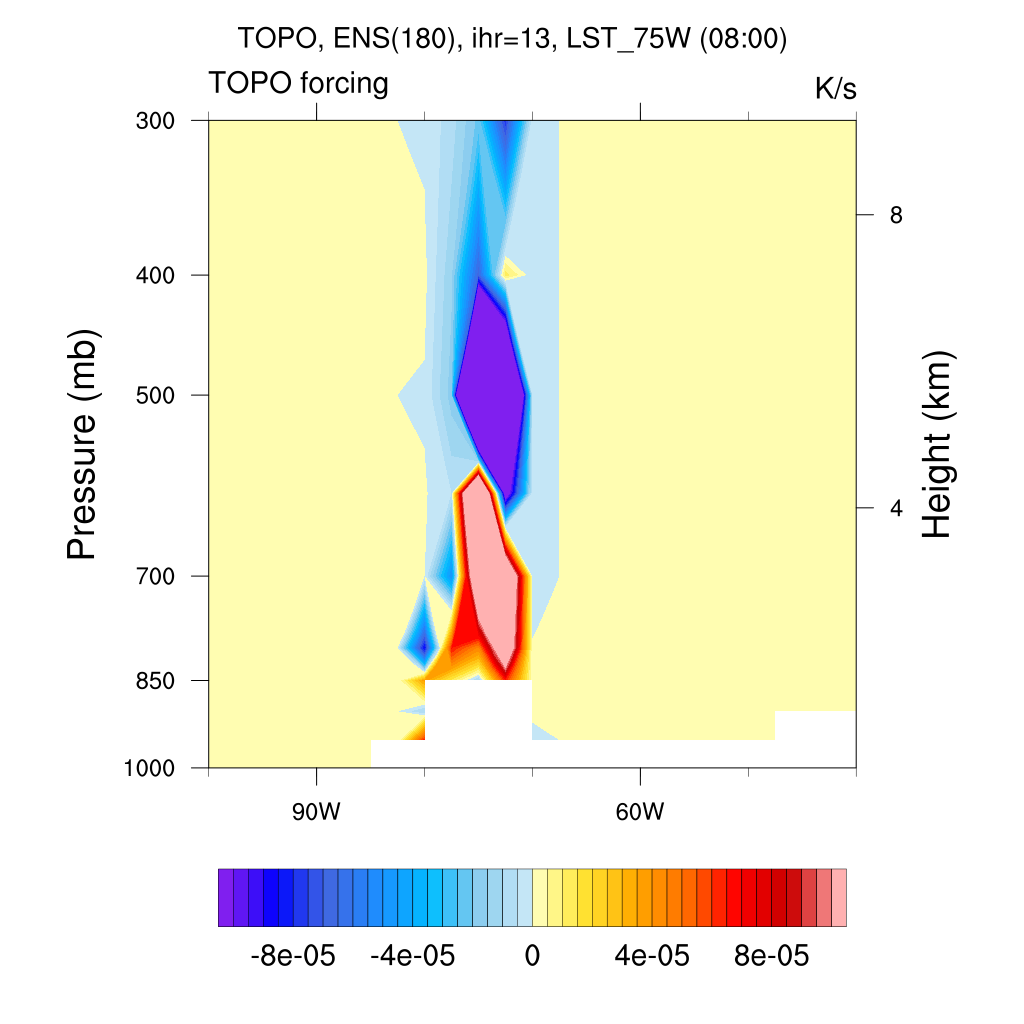 TOPO, ENS(180), ihr=13, LST_75W (08:00)
TOPO forcing
K/s
300
400
500
700
850
1000
Pressure (mb)
8
4
Height (km)
90W
60W
-8e-05
-4e-05
0
4e-05
8e-05